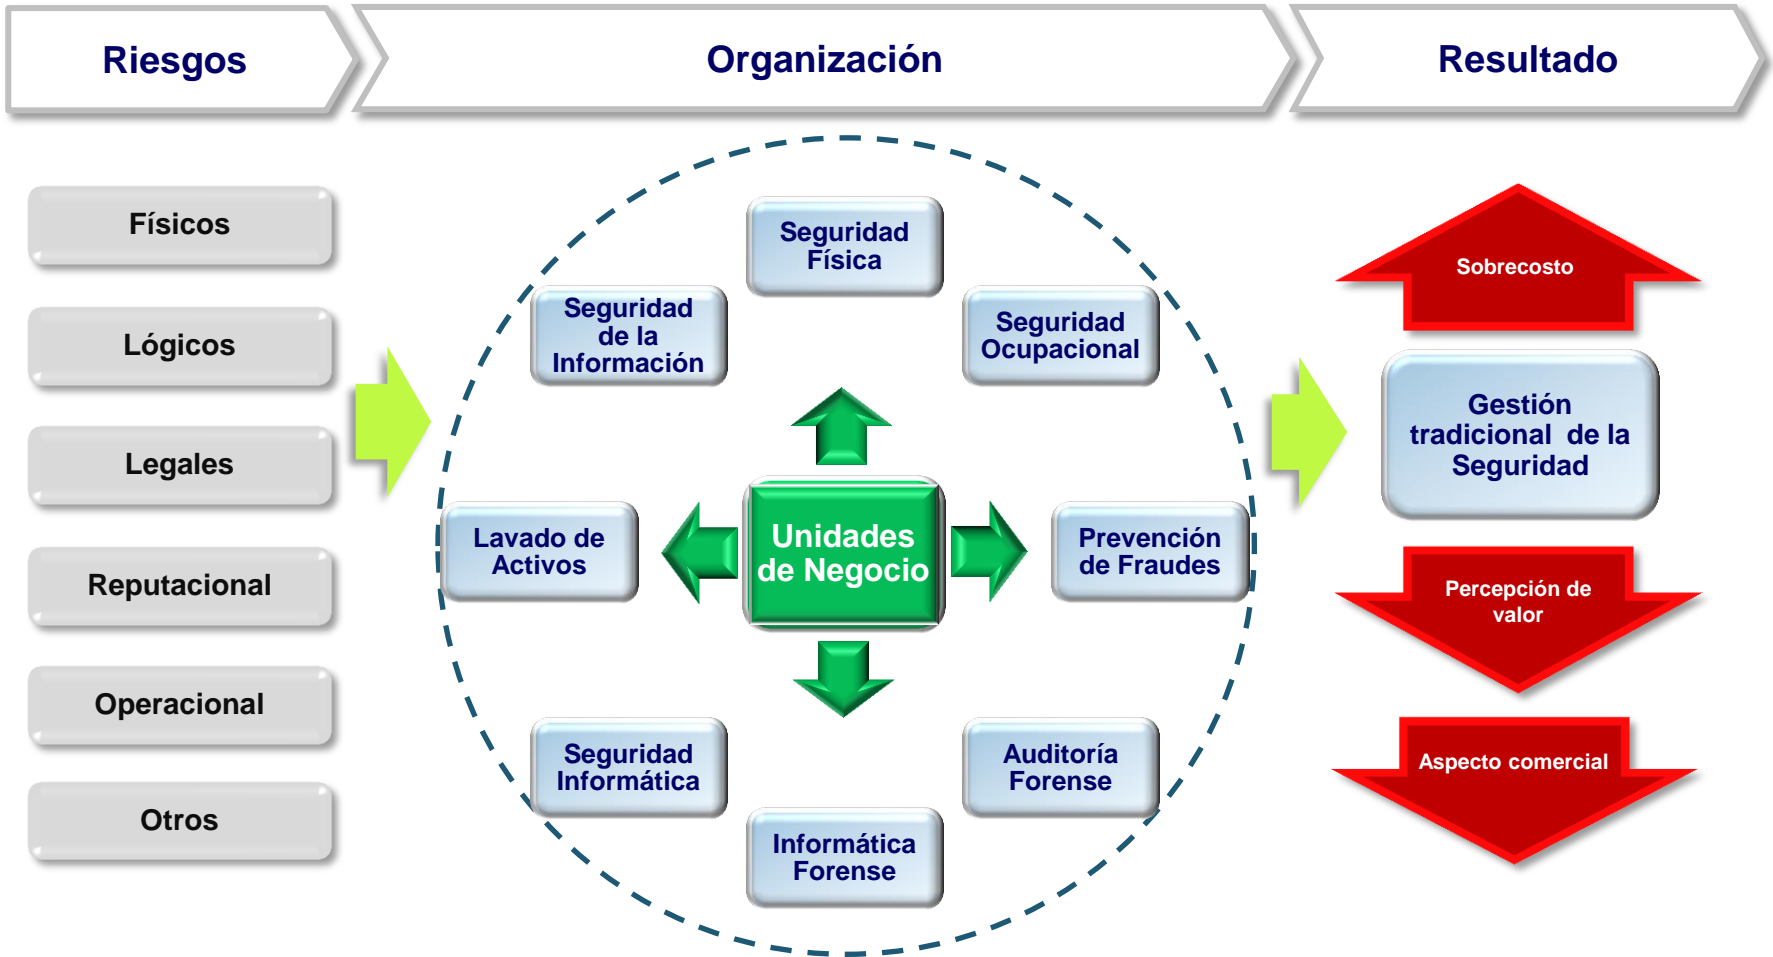 Riesgos
Organización
Resultado
Físicos
Lógicos
Legales
Reputacional
Operacional
Otros
Seguridad
Física
Seguridad
de la
Información
Seguridad
Ocupacional
Lavado de
Activos
Unidades
de Negocio
Prevención
de Fraudes
Seguridad
Informática
Auditoría
Forense
Informática
Forense
Sobrecosto
Gestión
tradicional de la
Seguridad
Percepción de
valor
Aspecto comercial